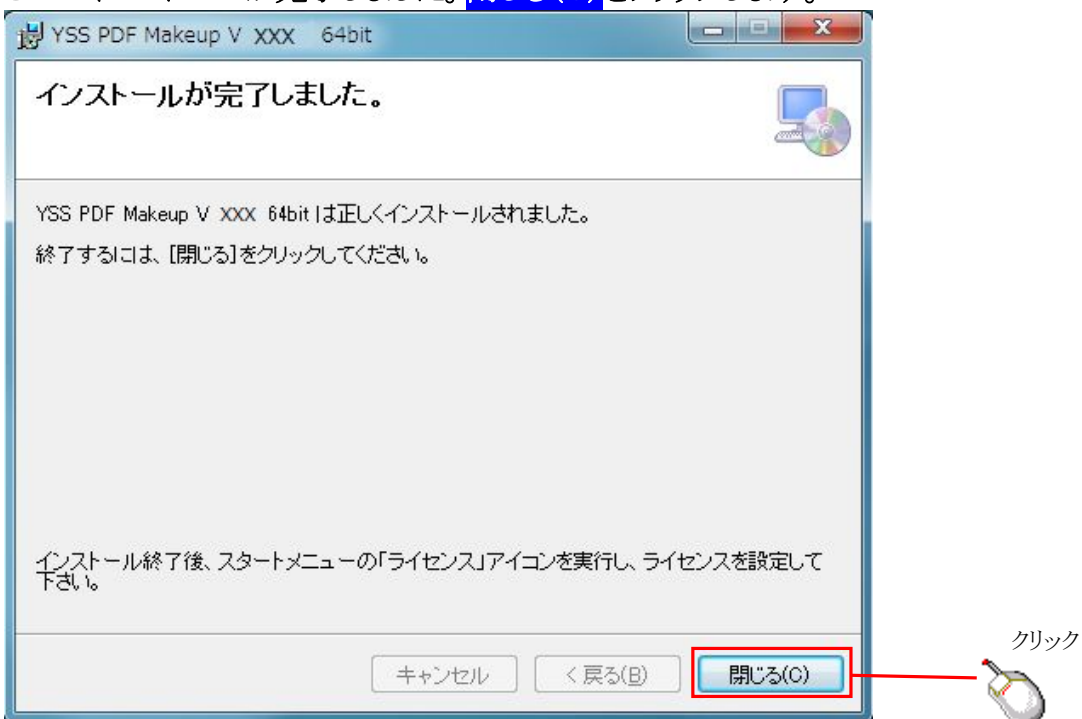 YSS PDF Makeup V XXX 64bit
インストールが完了しました。
YSS PDF Makeup V XXX 64bit は正しくインストールされました。
終了するには、[閉じる]をクリックしてください。
インストール終了後、スタートメニューの「ライセンス」アイコンを実行し、ライセンスを設定して
下さい。
クリック
キャンセル
< 戻る(B)
閉じる(C)